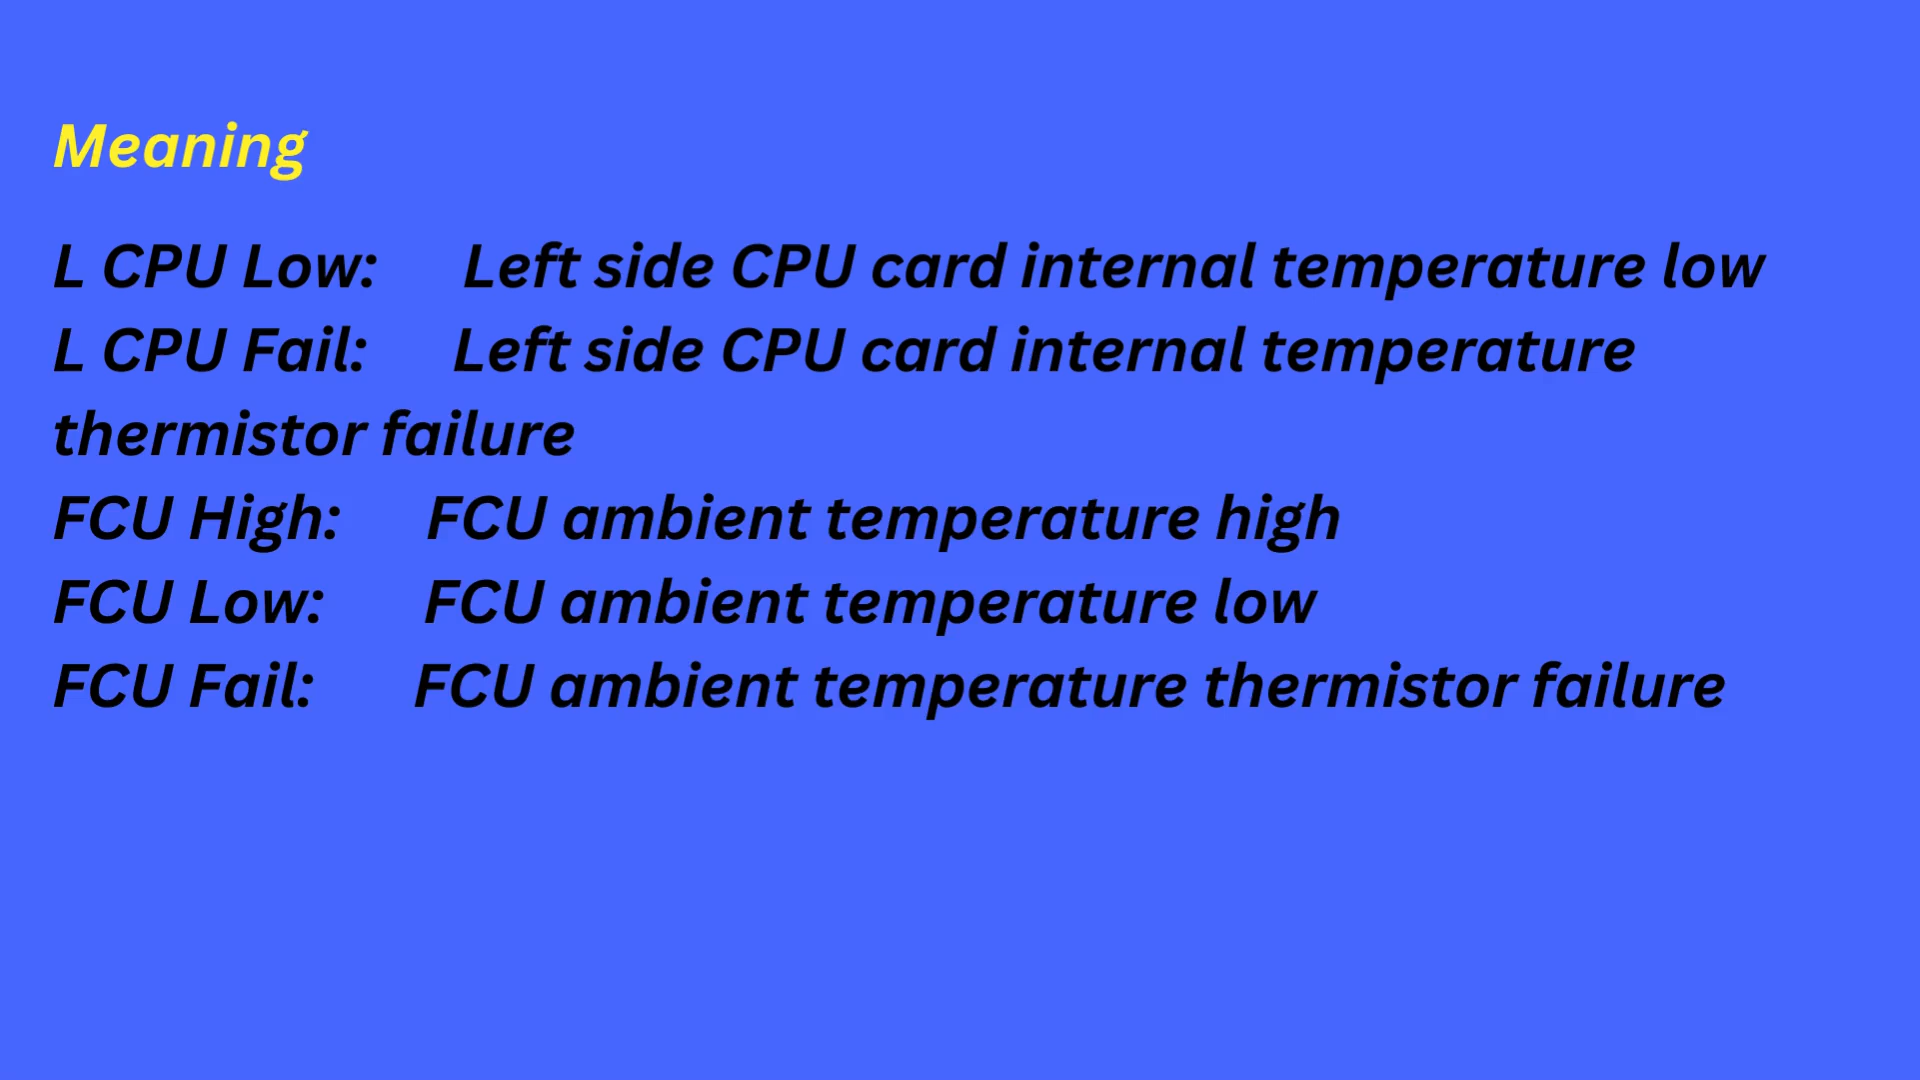 Meaning
L CPU Low: Left side CPU card internal temperature low
L CPU Fail: Left side CPU card internal temperature
thermistor failure
FCU High: FCU ambient temperature high
FCU Low: FCU ambient temperature low
FCU Fail: FCU ambient temperature thermistor failure